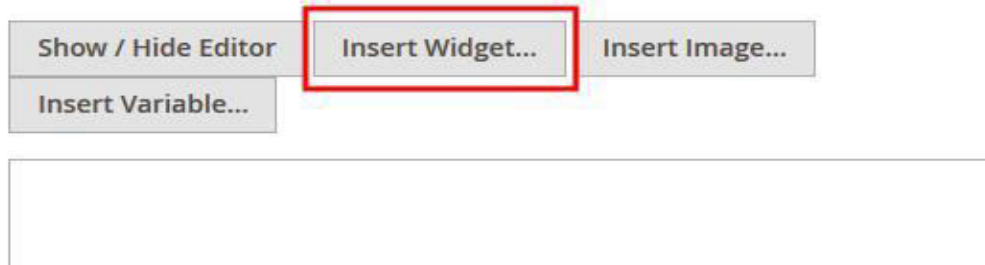 Show / Hide Editor Insert Widget... Insert Image...
Insert Variable...